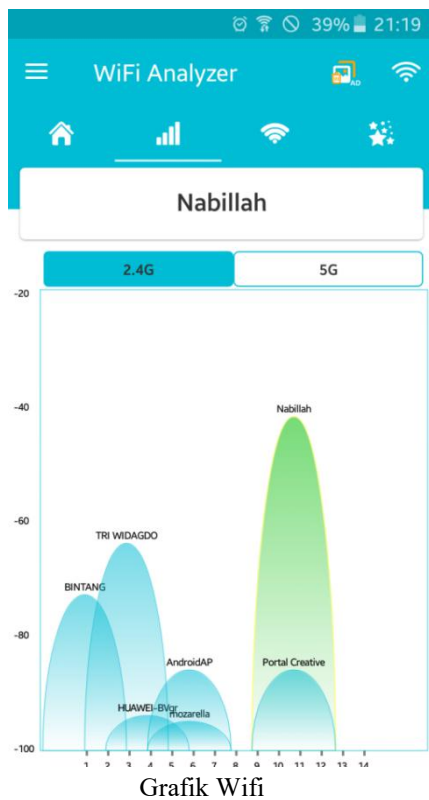 39% 21:19
WiFi Analyzer
AD
Nabillah
2.4G 5G
-20
-40
Nabillah
-60
TRI WIDAGDO
BINTANG
-80
AndroidAP Portal Creative
HUAWEI-BVgr
mozarella
-100
1 2 3 4 5 6 7 8 9 10 11 12 13 14
Grafik Wifi